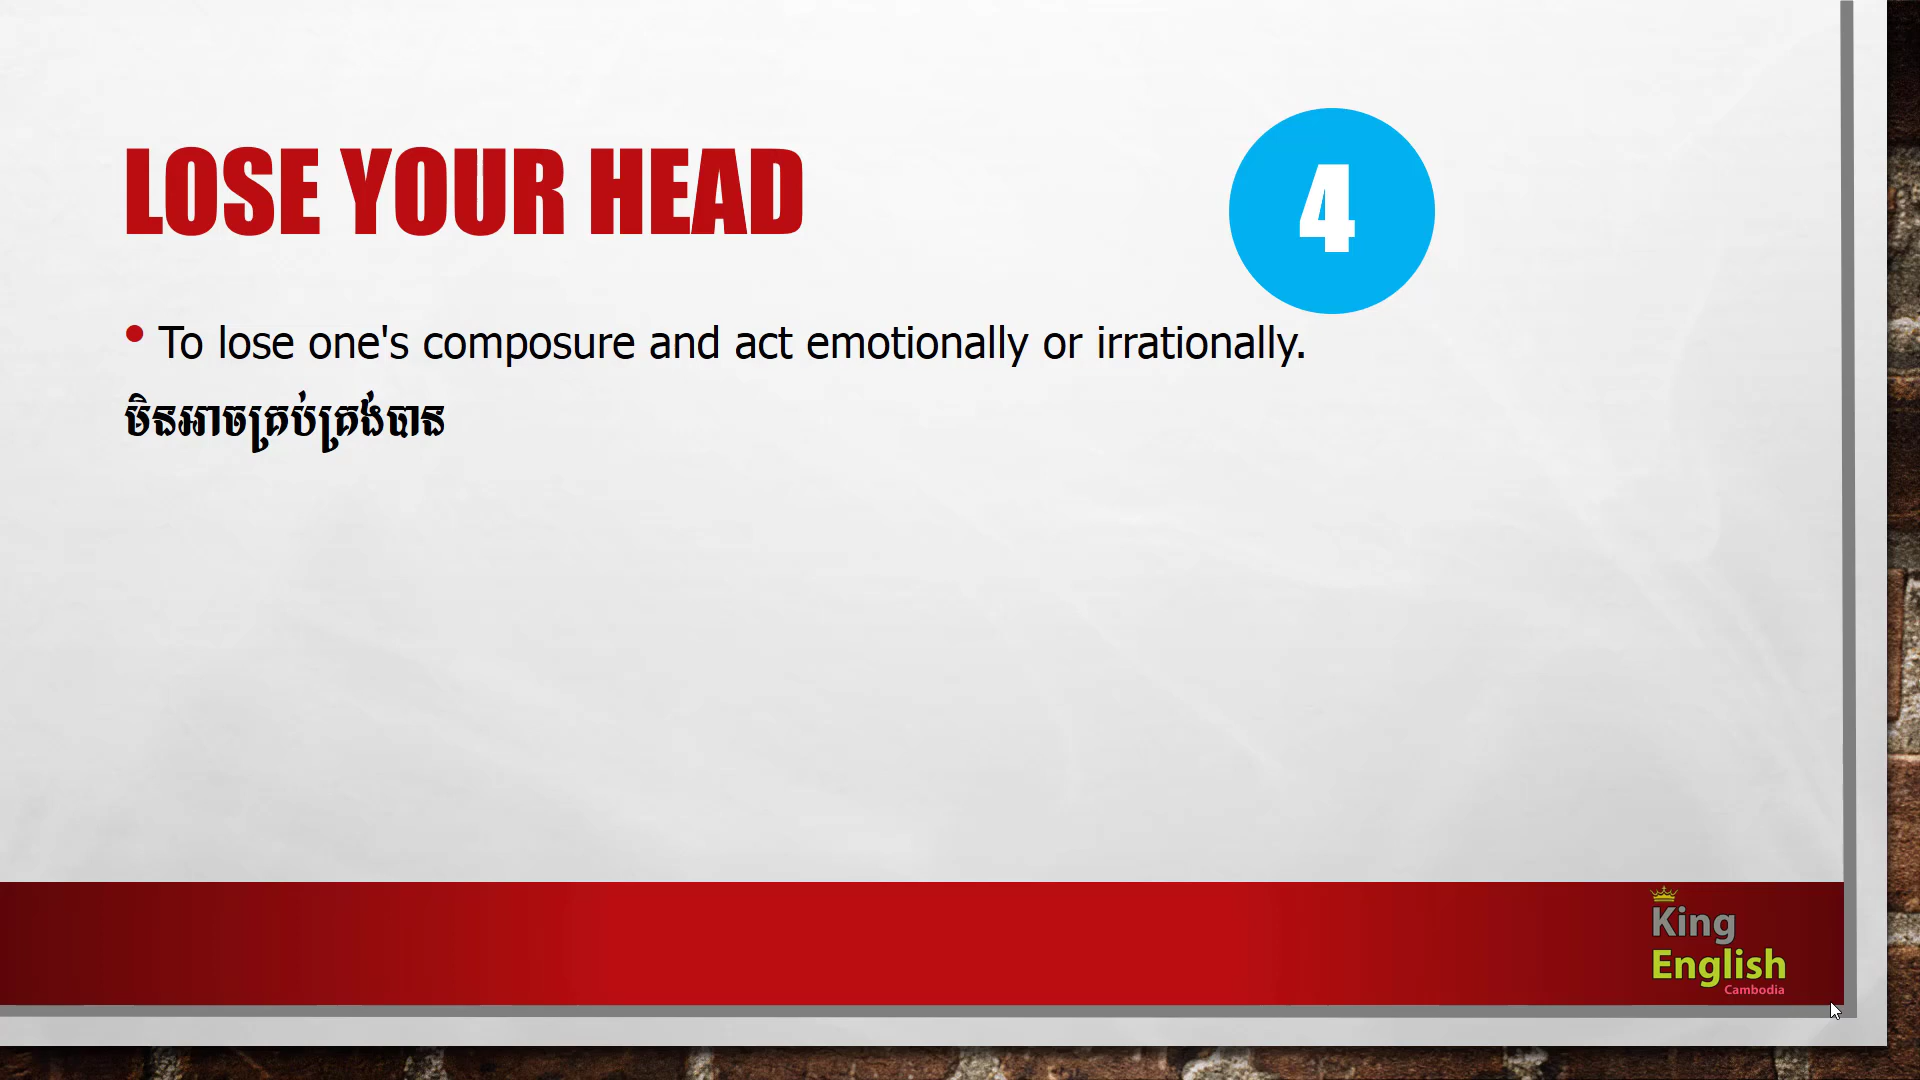 LOSE YOUR HEAD
4
• To lose one's composure and act emotionally or irrationally.
មិនអាចគ្រប់គ្រង់បាន
King
English
Cambodia